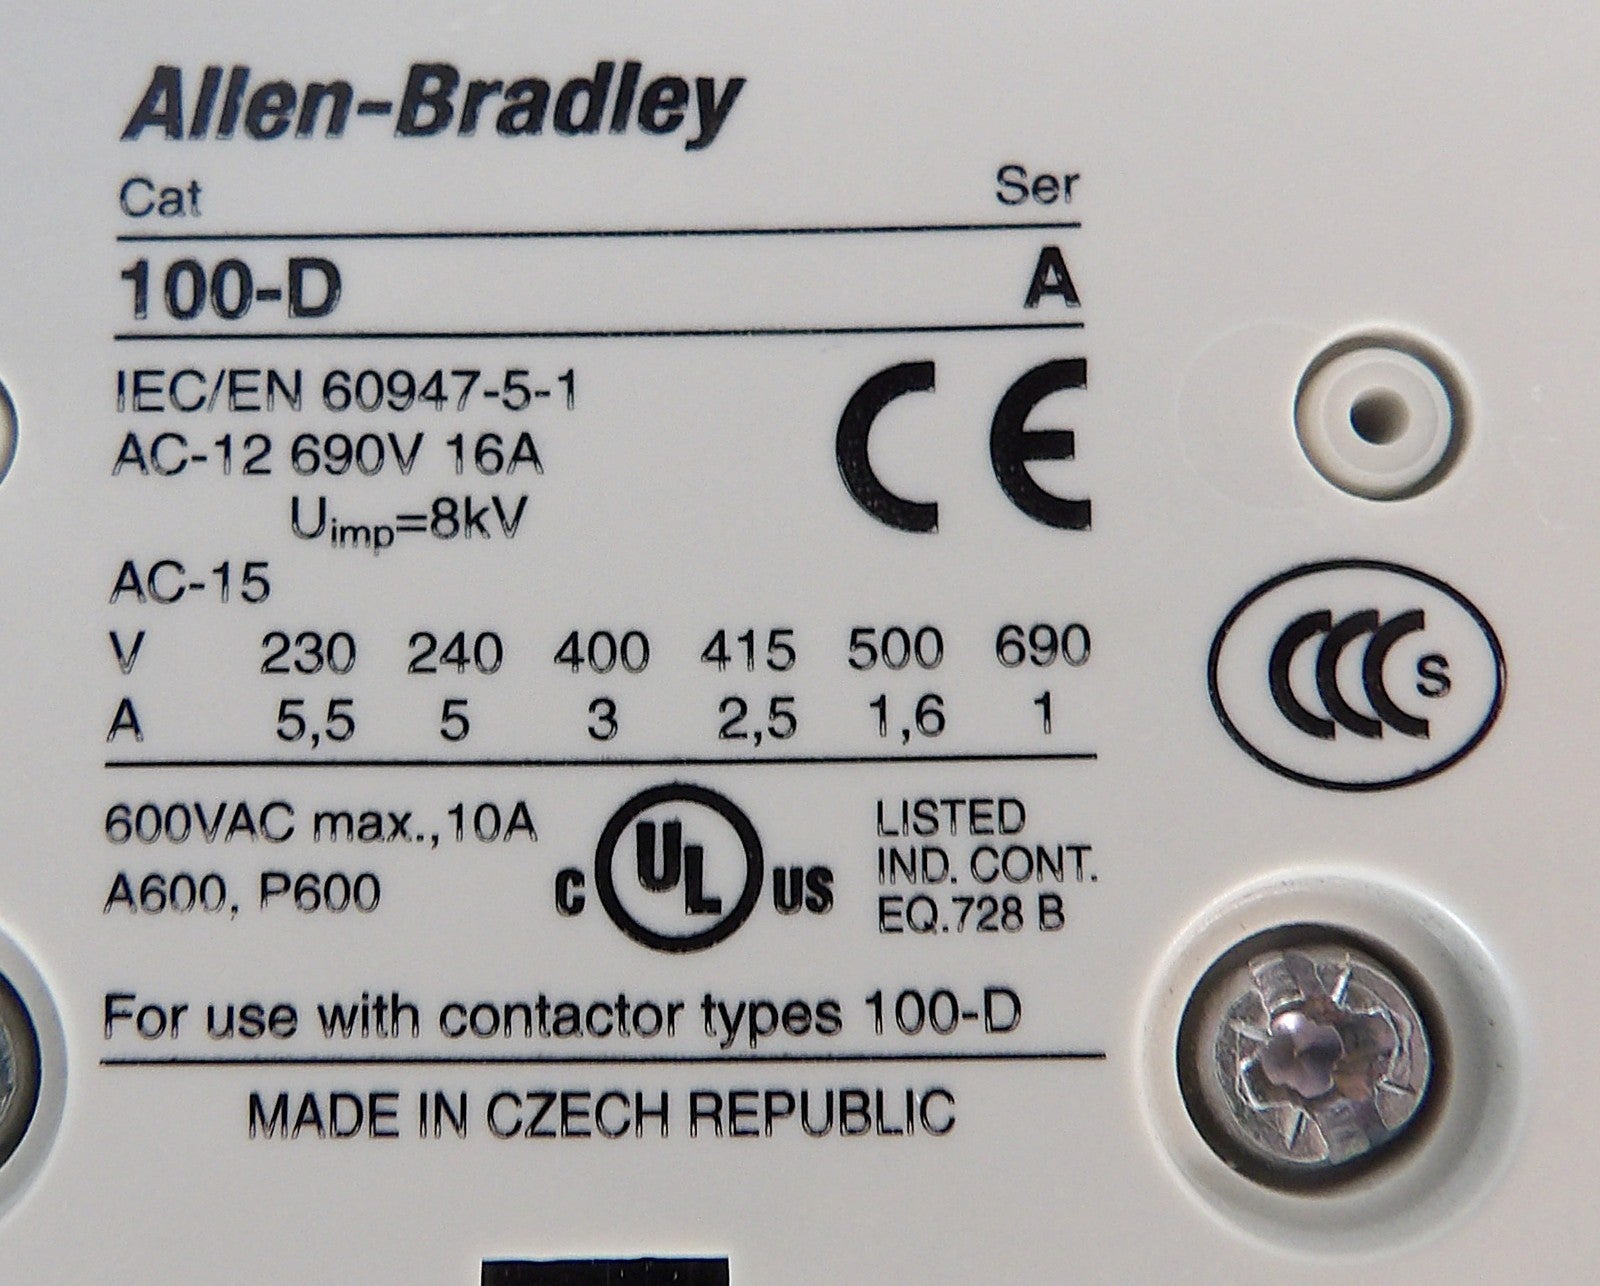 Allen-Bradley
Cat Ser
100-D A
IEC/EN 60947-5-1
AC-12 690V 16A
Uimp=8kV
CE
AC-15
V 230 240 400 415 500 690
A 5,5 5 3 2,5 1,6 1
CCC S
600VAC max.,10A
A600, P600
C UL US
LISTED
IND. CONT.
EQ.728 B
For use with contactor types 100-D
MADE IN CZECH REPUBLIC